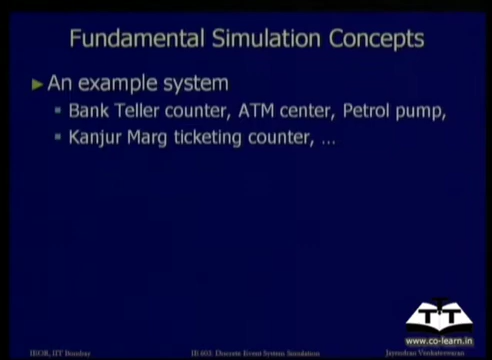 Fundamental Simulation Concepts
An example system
Bank Teller counter, ATM center, Petrol pump,
Kanjur Marg ticketing counter, ...
TT
www.co-learn.in
IEOR, IIT Bombay
IE 603: Discrete Event System Simulation
Jayendran Venkateswaran